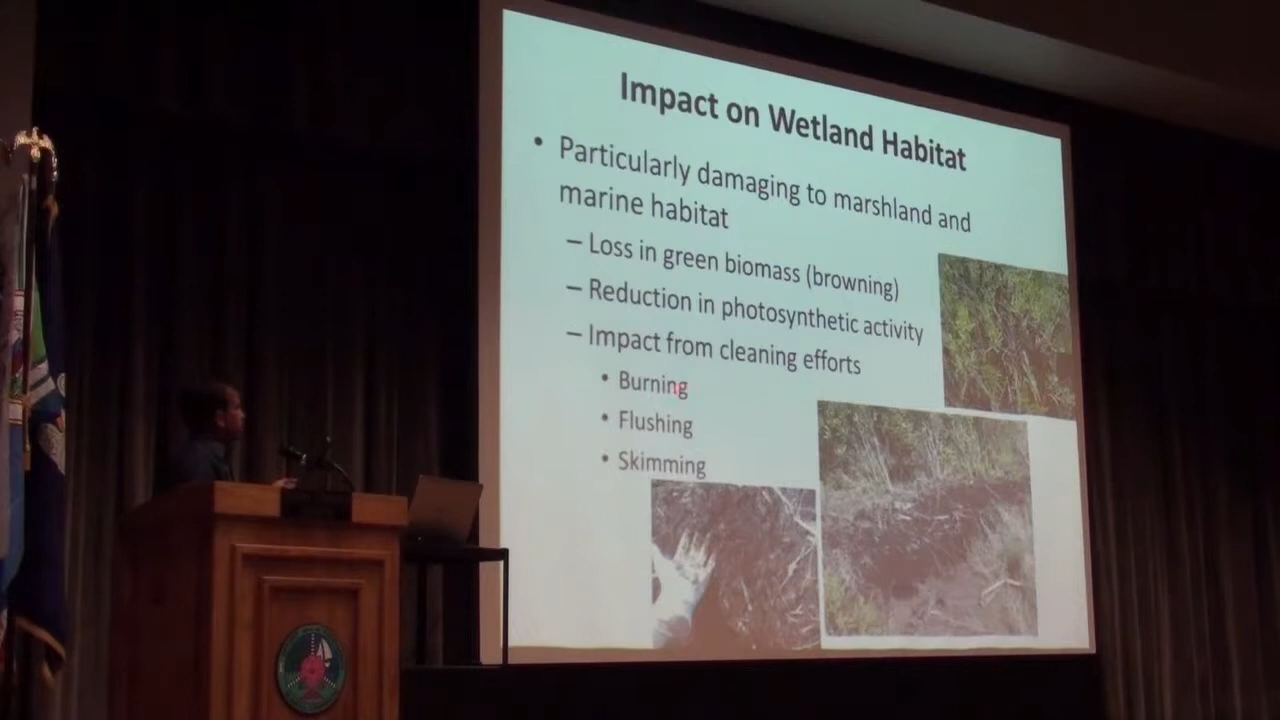 Impact on Wetland Habitat
• Particularly damaging to marshland and
marine habitat
– Loss in green biomass (browning)
– Reduction in photosynthetic activity
– Impact from cleaning efforts
• Burning
• Flushing
• Skimming